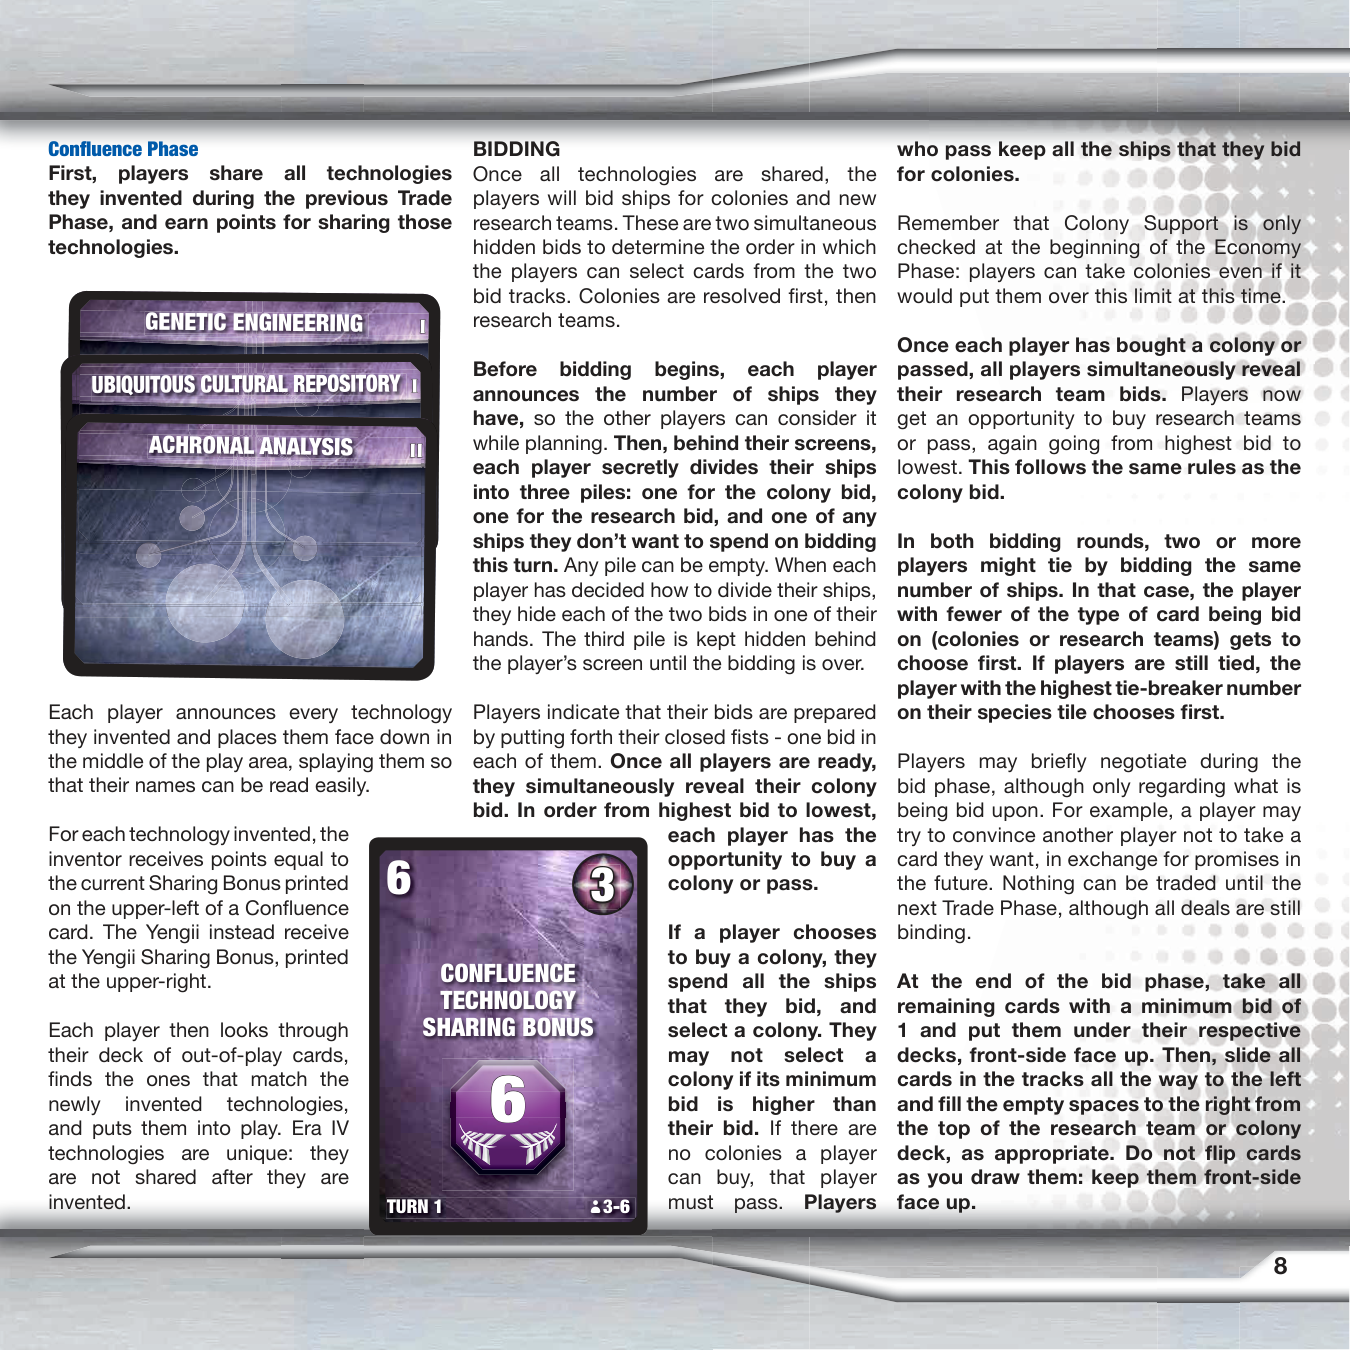 Confluence Phase
First, players share all technologies
they invented during the previous Trade
Phase, and earn points for sharing those
technologies.
GENETIC ENGINEERING I
UBIQUITOUS CULTURAL REPOSITORY I
ACHRONAL ANALYSIS II
Each player announces every technology
they invented and places them face down in
the middle of the play area, splaying them so
that their names can be read easily.
For each technology invented, the
inventor receives points equal to
the current Sharing Bonus printed
on the upper-left of a Confluence
card. The Yengii instead receive
the Yengii Sharing Bonus, printed
at the upper-right.
Each player then looks through
their deck of out-of-play cards,
finds the ones that match the
newly invented technologies,
and puts them into play. Era IV
technologies are unique: they
are not shared after they are
invented.
6 3
CONFLUENCE
TECHNOLOGY
SHARING BONUS
6
TURN 1 3-6
BIDDING
Once all technologies are shared, the
players will bid ships for colonies and new
research teams. These are two simultaneous
hidden bids to determine the order in which
the players can select cards from the two
bid tracks. Colonies are resolved first, then
research teams.
Before bidding begins, each player
announces the number of ships they
have, so the other players can consider it
while planning. Then, behind their screens,
each player secretly divides their ships
into three piles: one for the colony bid,
one for the research bid, and one of any
ships they don't want to spend on bidding
this turn. Any pile can be empty. When each
player has decided how to divide their ships,
they hide each of the two bids in one of their
hands. The third pile is kept hidden behind
the player's screen until the bidding is over.
Players indicate that their bids are prepared
by putting forth their closed fists - one bid in
each of them. Once all players are ready,
they simultaneously reveal their colony
bid. In order from highest bid to lowest,
each player has the
opportunity to buy a
colony or pass.
If a player chooses
to buy a colony, they
spend all the ships
that they bid, and
select a colony. They
may not select a
colony if its minimum
bid is higher than
their bid. If there are
no colonies a player
can buy, that player
must pass. Players
who pass keep all the ships that they bid
for colonies.
Remember that Colony Support is only
checked at the beginning of the Economy
Phase: players can take colonies even if it
would put them over this limit at this time.
Once each player has bought a colony or
passed, all players simultaneously reveal
their research team bids. Players now
get an opportunity to buy research teams
or pass, again going from highest bid to
lowest. This follows the same rules as the
colony bid.
In both bidding rounds, two or more
players might tie by bidding the same
number of ships. In that case, the player
with fewer of the type of card being bid
on (colonies or research teams) gets to
choose first. If players are still tied, the
player with the highest tie-breaker number
on their species tile chooses first.
Players may briefly negotiate during the
bid phase, although only regarding what is
being bid upon. For example, a player may
try to convince another player not to take a
card they want, in exchange for promises in
the future. Nothing can be traded until the
next Trade Phase, although all deals are still
binding.
At the end of the bid phase, take all
remaining cards with a minimum bid of
1 and put them under their respective
decks, front-side face up. Then, slide all
cards in the tracks all the way to the left
and fill the empty spaces to the right from
the top of the research team or colony
deck, as appropriate. Do not flip cards
as you draw them: keep them front-side
face up.
8